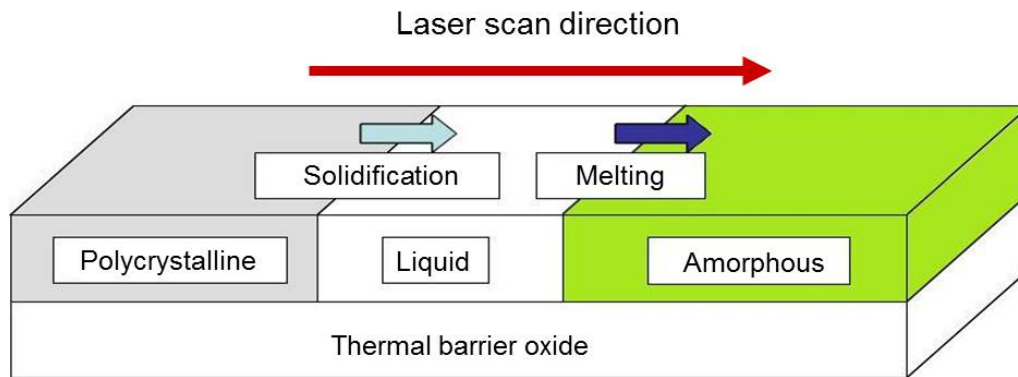 Laser scan direction
Solidification
Melting
Polycrystalline
Liquid
Amorphous
Thermal barrier oxide